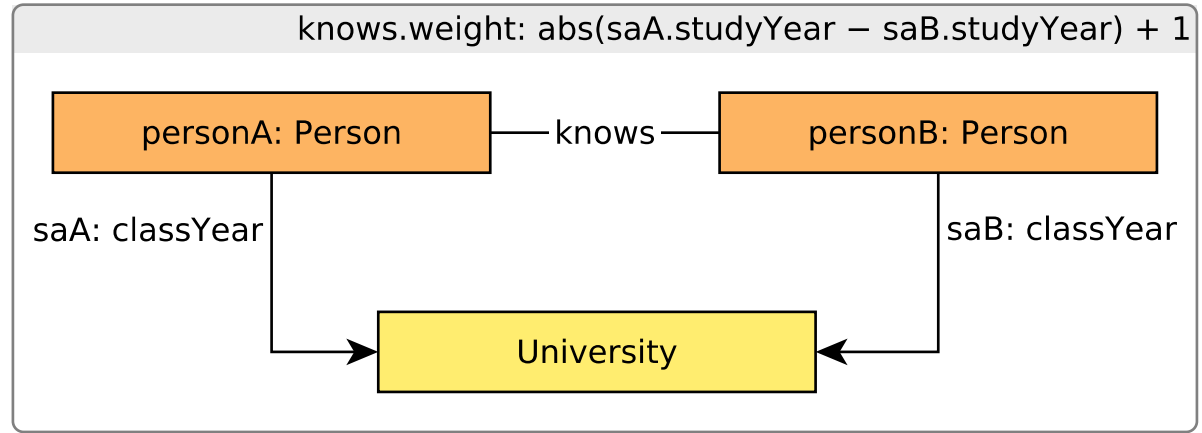 knows.weight: abs(saA.studyYear − saB.studyYear) + 1
personA: Person
knows
personB: Person
saA: classYear
saB: classYear
University